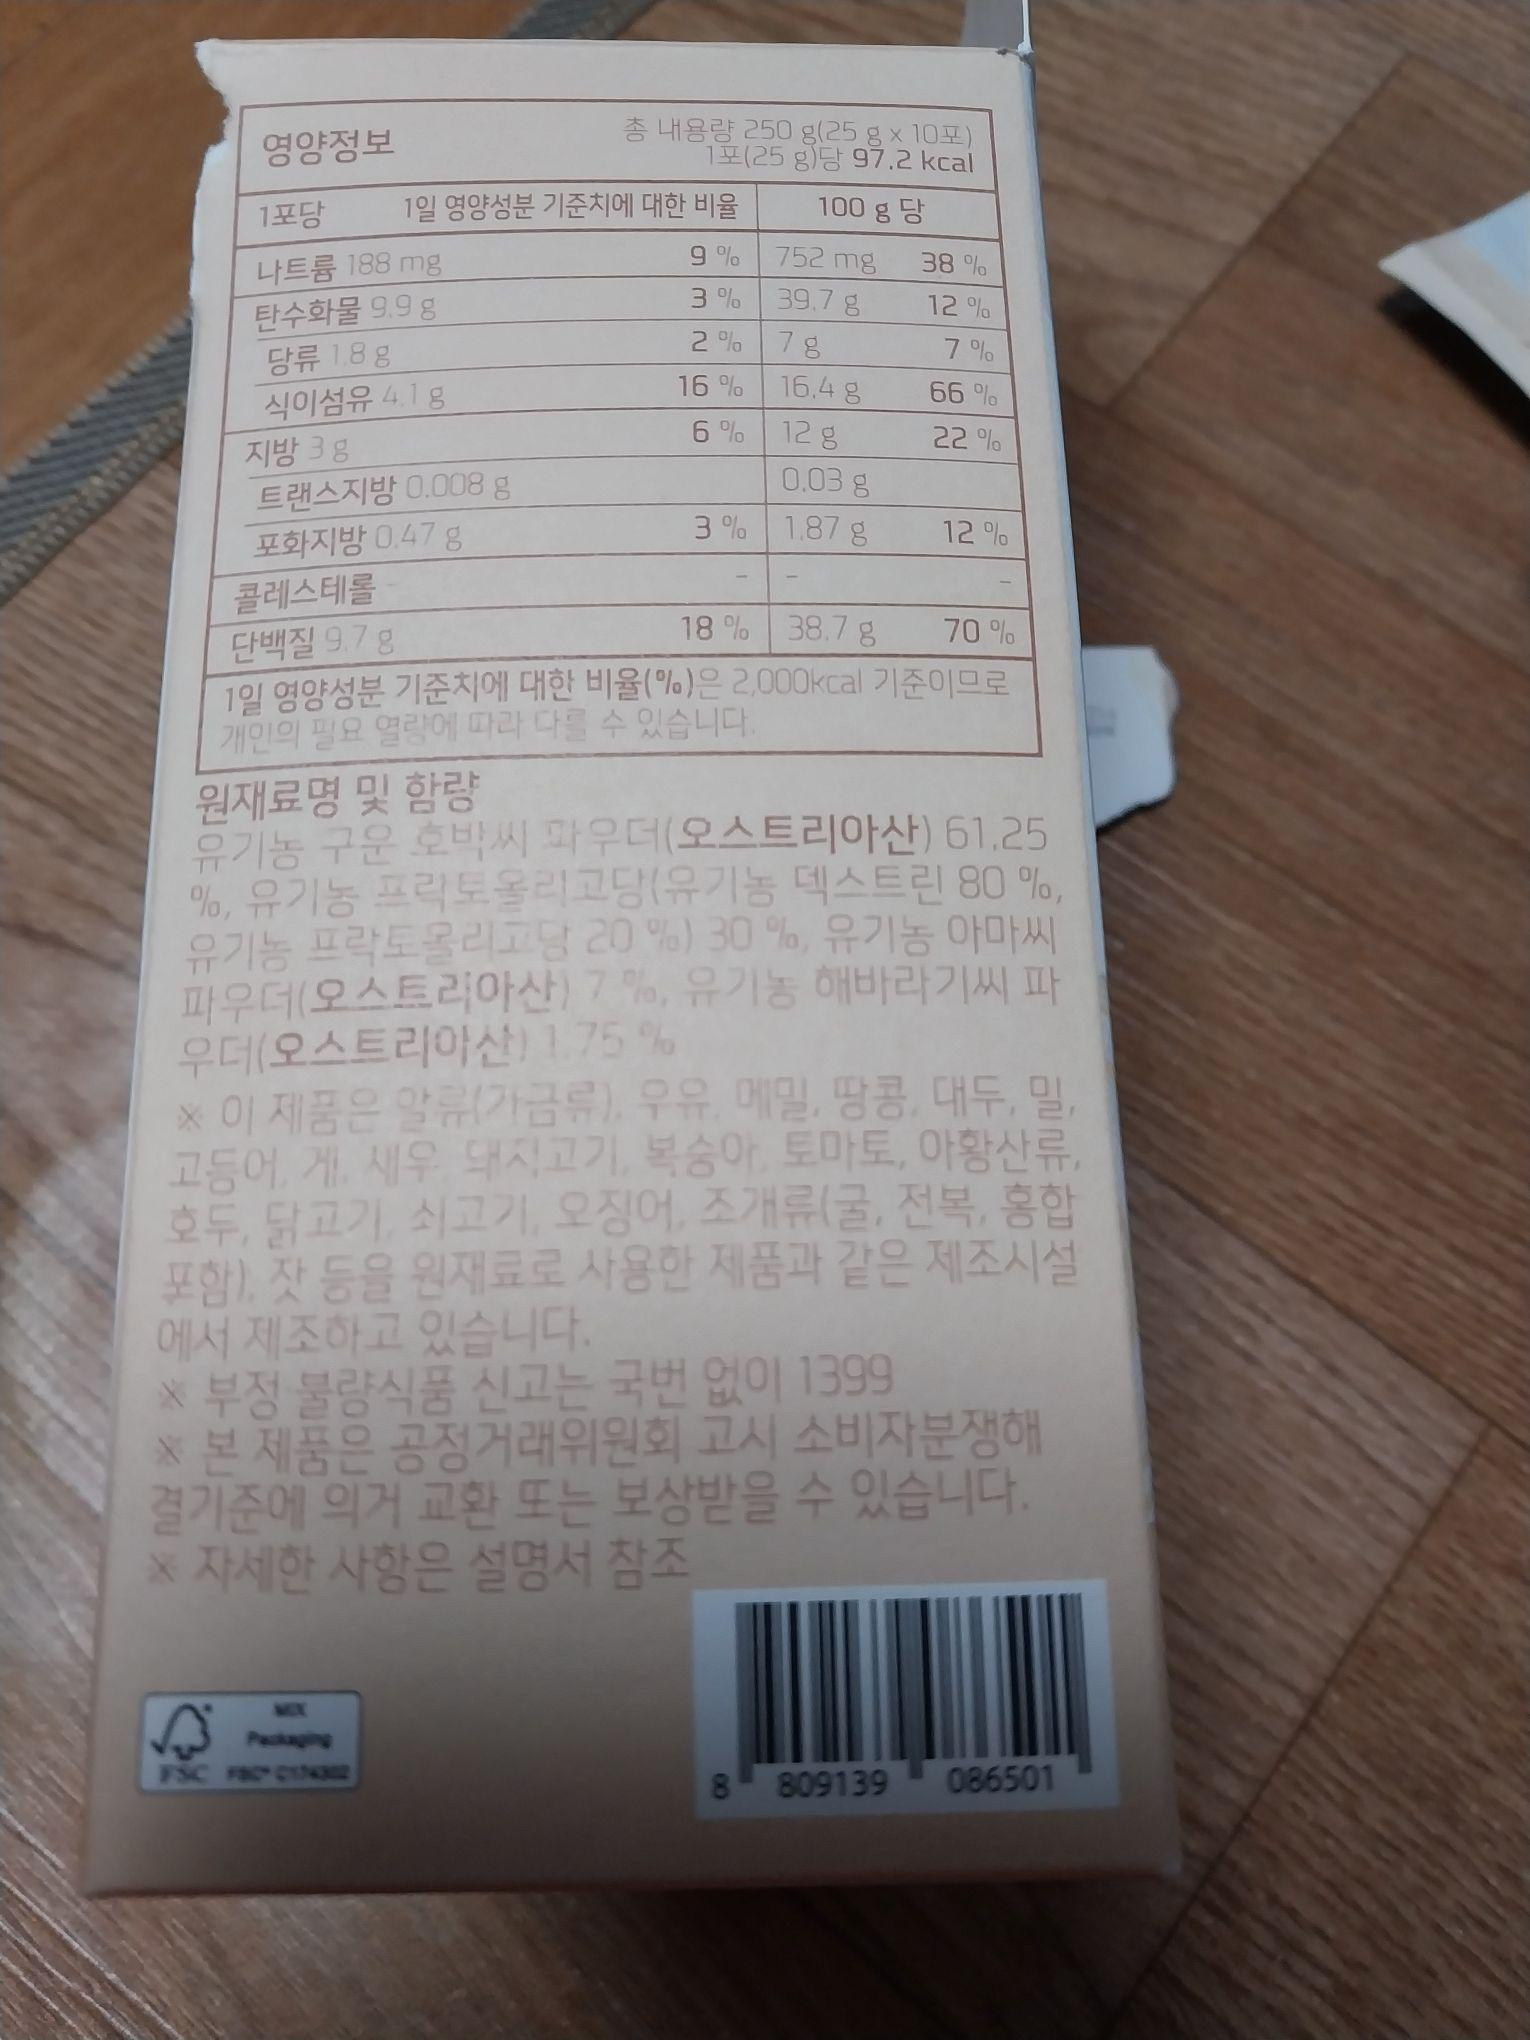 영양정보
총 내용량 250 g(25 g x 10포)
1포(25 g)당 97.2 kcal
1포당 1일 영양성분 기준치에 대한 비율 100 g 당
나트륨 188 mg 9 % 752 mg 38 %
탄수화물 9.9 g 3 % 39.7 g 12 %
당류 1.8 g 2 % 7 g 7 %
식이섬유 4.1 g 16 % 16.4 g 66 %
지방 3 g 6 % 12 g 22 %
트랜스지방 0.008 g 0.03 g
포화지방 0.47 g 3 % 1.87 g 12 %
콜레스테롤 - - - -
단백질 9.7 g 18 % 38.7 g 70 %
1일 영양성분 기준치에 대한 비율(%)은 2,000kcal 기준이므로
개인의 필요 열량에 따라 다를 수 있습니다.
원재료명 및 함량
유기농 구운 호박씨 파우더(오스트리아산) 61.25
%, 유기농 프락토올리고당(유기농 덱스트린 80 %,
유기농 프락토올리고당 20 %) 30 %, 유기농 아마씨
파우더(오스트리아산) 7 %, 유기농 해바라기씨 파
우더(오스트리아산) 1.75 %
※ 이 제품은 알류(가금류), 우유, 메밀, 땅콩, 대두, 밀,
고등어, 게, 새우, 돼지고기, 복숭아, 토마토, 아황산류,
호두, 닭고기, 쇠고기, 오징어, 조개류(굴, 전복, 홍합
포함), 잣 등을 원재료로 사용한 제품과 같은 제조시설
에서 제조하고 있습니다.
※ 부정 불량식품 신고는 국번 없이 1399
※ 본 제품은 공정거래위원회 고시 소비자분쟁해
결기준에 의거 교환 또는 보상받을 수 있습니다.
※ 자세한 사항은 설명서 참조
MIX
Packaging
FSC FSC® C174302
8 809139 086501